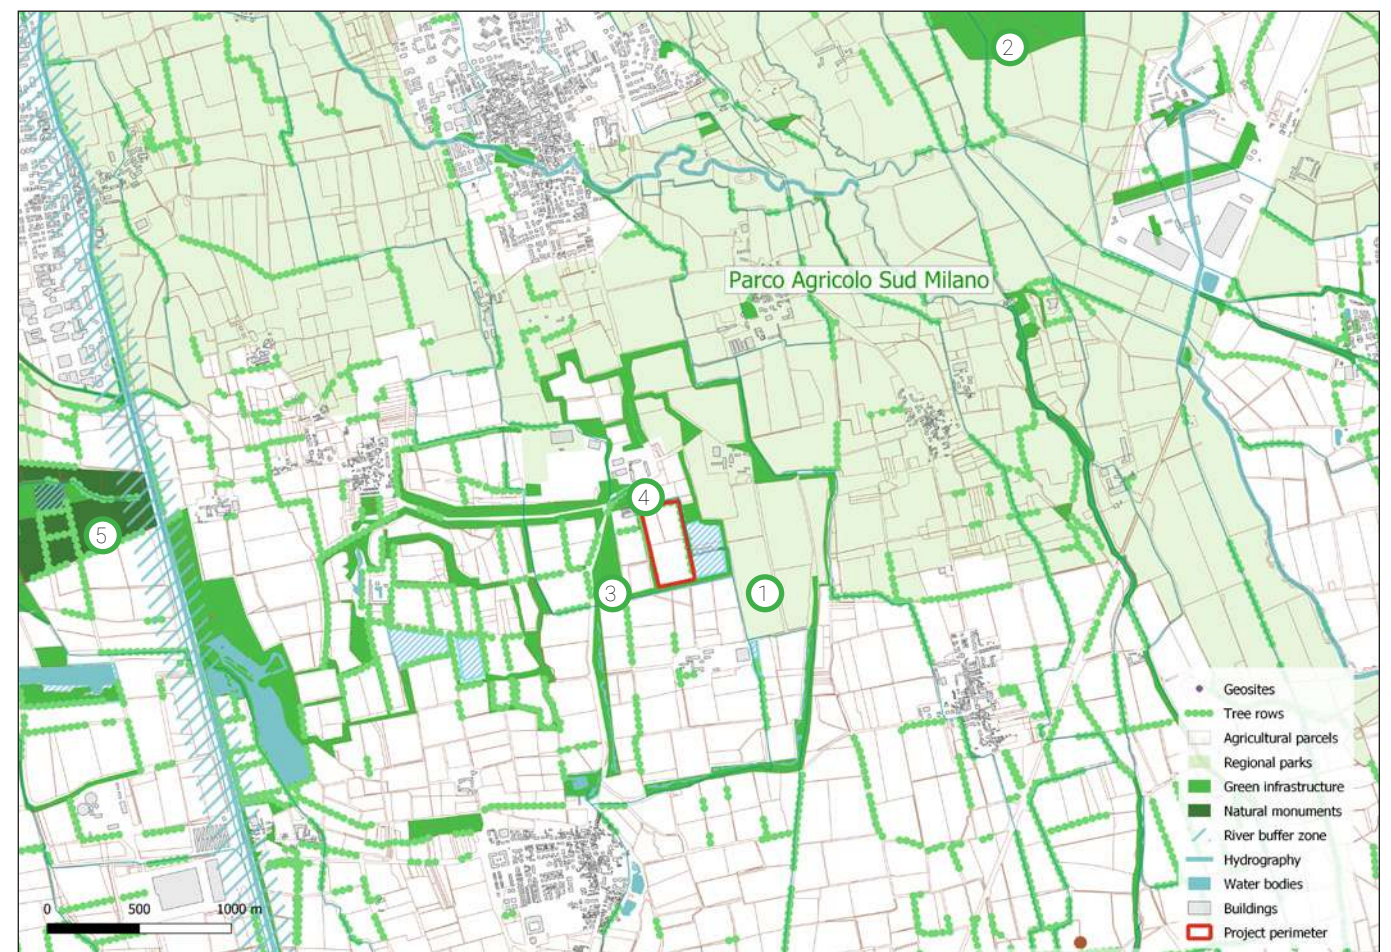 2
Parco Agricolo Sud Milano
4
5
3
1
Geosites
Tree rows
Agricultural parcels
Regional parks
Green infrastructure
Natural monuments
River buffer zone
Hydrography
Water bodies
Buildings
Project perimeter
0 500 1000 m